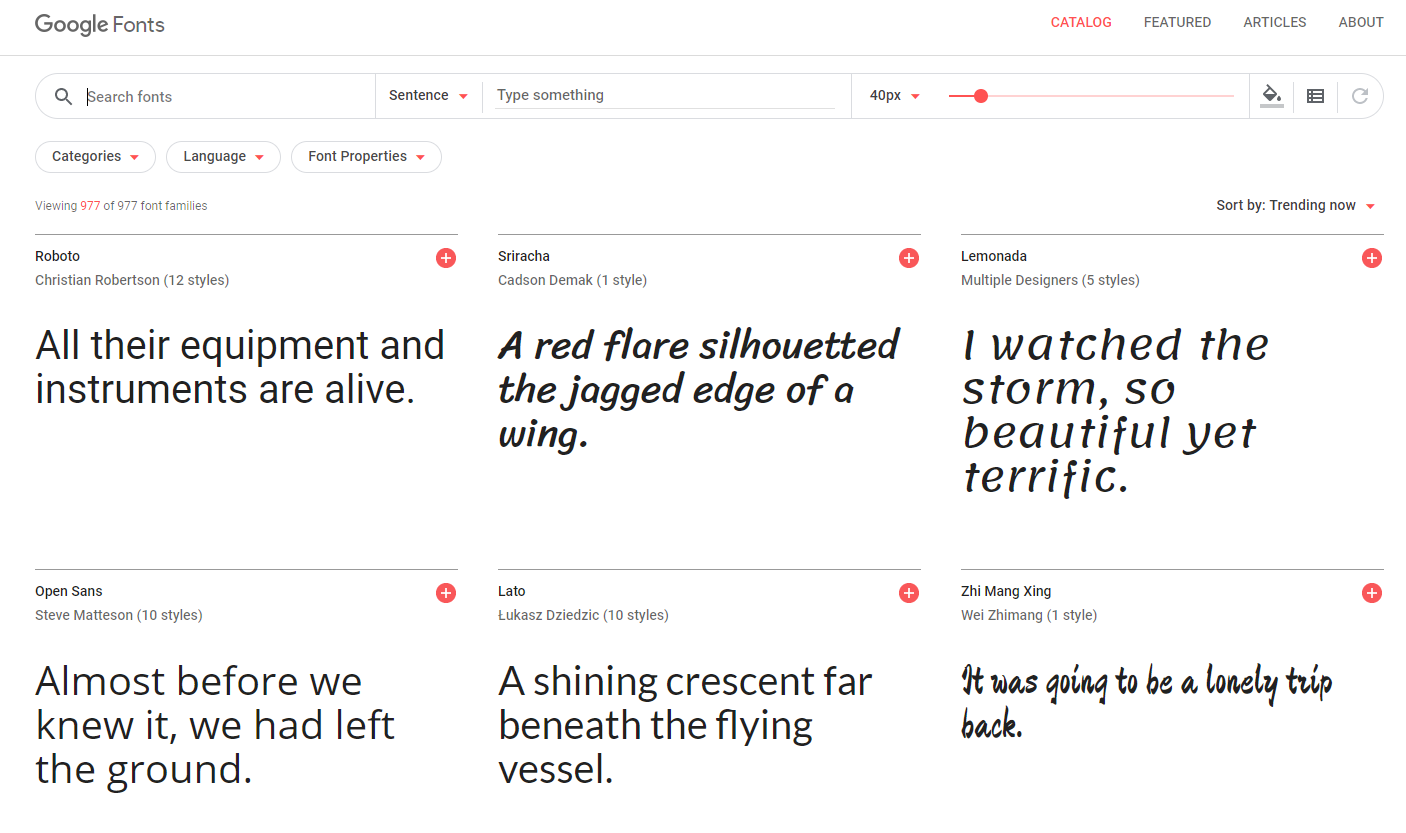 Google Fonts
CATALOG FEATURED ARTICLES ABOUT
Search fonts Sentence Type something 40px
Categories Language Font Properties
Viewing 977 of 977 font families Sort by: Trending now
Roboto
Christian Robertson (12 styles)
All their equipment and
instruments are alive.
Sriracha
Cadson Demak (1 style)
A red flare silhouetted
the jagged edge of a
wing.
Lemonada
Multiple Designers (5 styles)
I watched the
storm, so
beautiful yet
terrific.
Open Sans
Steve Matteson (10 styles)
Almost before we
knew it, we had left
the ground.
Lato
Łukasz Dziedzic (10 styles)
A shining crescent far
beneath the flying
vessel.
Zhi Mang Xing
Wei Zhimang (1 style)
It was going to be a lonely trip
back.